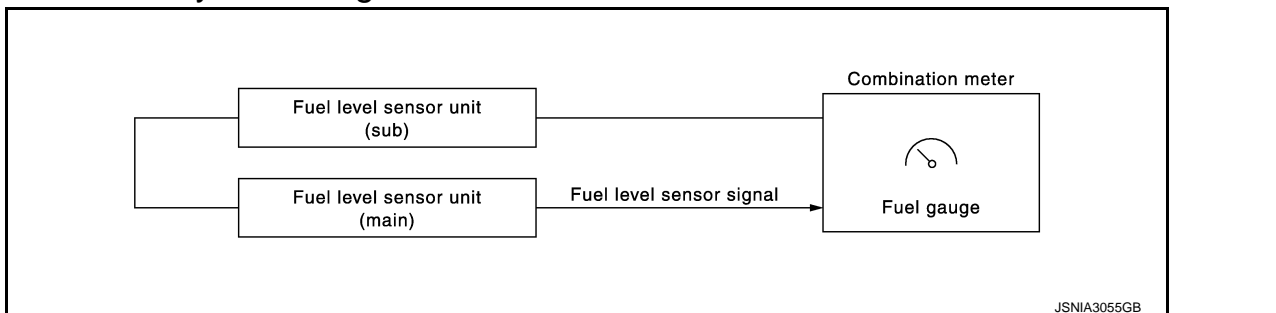 Combination meter
Fuel level sensor unit
(sub)
Fuel level sensor unit
(main)
Fuel level sensor signal
Fuel gauge
JSNIA3055GB